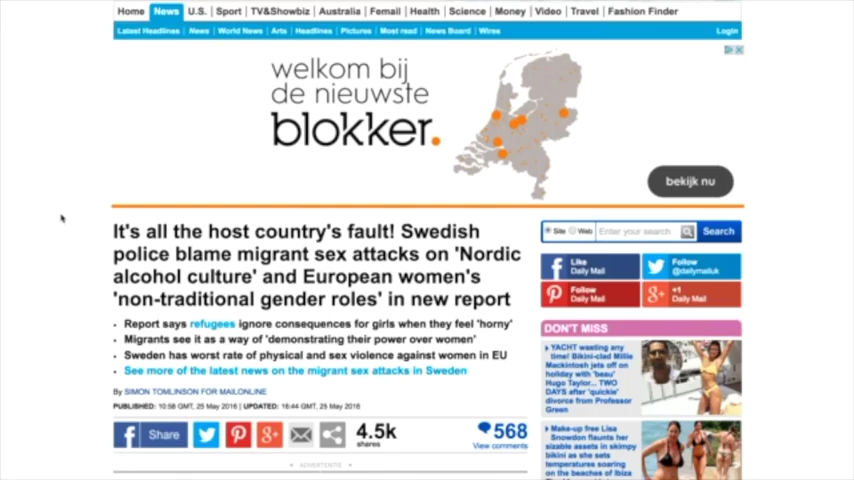 Home News U.S. Sport TV&Showbiz Australia Femail Health Science Money Video Travel Fashion Finder
Latest Headlines News World News Arts Headlines Pictures Most read News Board Wires Login
welkom bij
de nieuwste
blokker.
bekijk nu
It's all the host country's fault! Swedish
police blame migrant sex attacks on 'Nordic
alcohol culture' and European women's
'non-traditional gender roles' in new report
• Report says refugees ignore consequences for girls when they feel 'horny'
• Migrants see it as a way of 'demonstrating their power over women'
• Sweden has worst rate of physical and sex violence against women in EU
• See more of the latest news on the migrant sex attacks in Sweden
By SIMON TOMLINSON FOR MAILONLINE
PUBLISHED: 10:58 GMT, 25 May 2016 | UPDATED: 16:44 GMT, 25 May 2016
Share
4.5k
shares
568
View comments
ADVERTENTIE
Site Web Enter your search Search
Like
Daily Mail
Follow
@dailymailuk
Follow
Daily Mail
+1
Daily Mail
DON'T MISS
YACHT wasting any
time! Bikini-clad Millie
Mackintosh jets off on
holiday with 'beau'
Hugo Taylor... TWO
DAYS after 'quickie'
divorce from Professor
Green
Make-up free Lisa
Snowdon flaunts her
sizable assets in skimpy
bikini as she sets
temperatures soaring
on the beaches of Ibiza